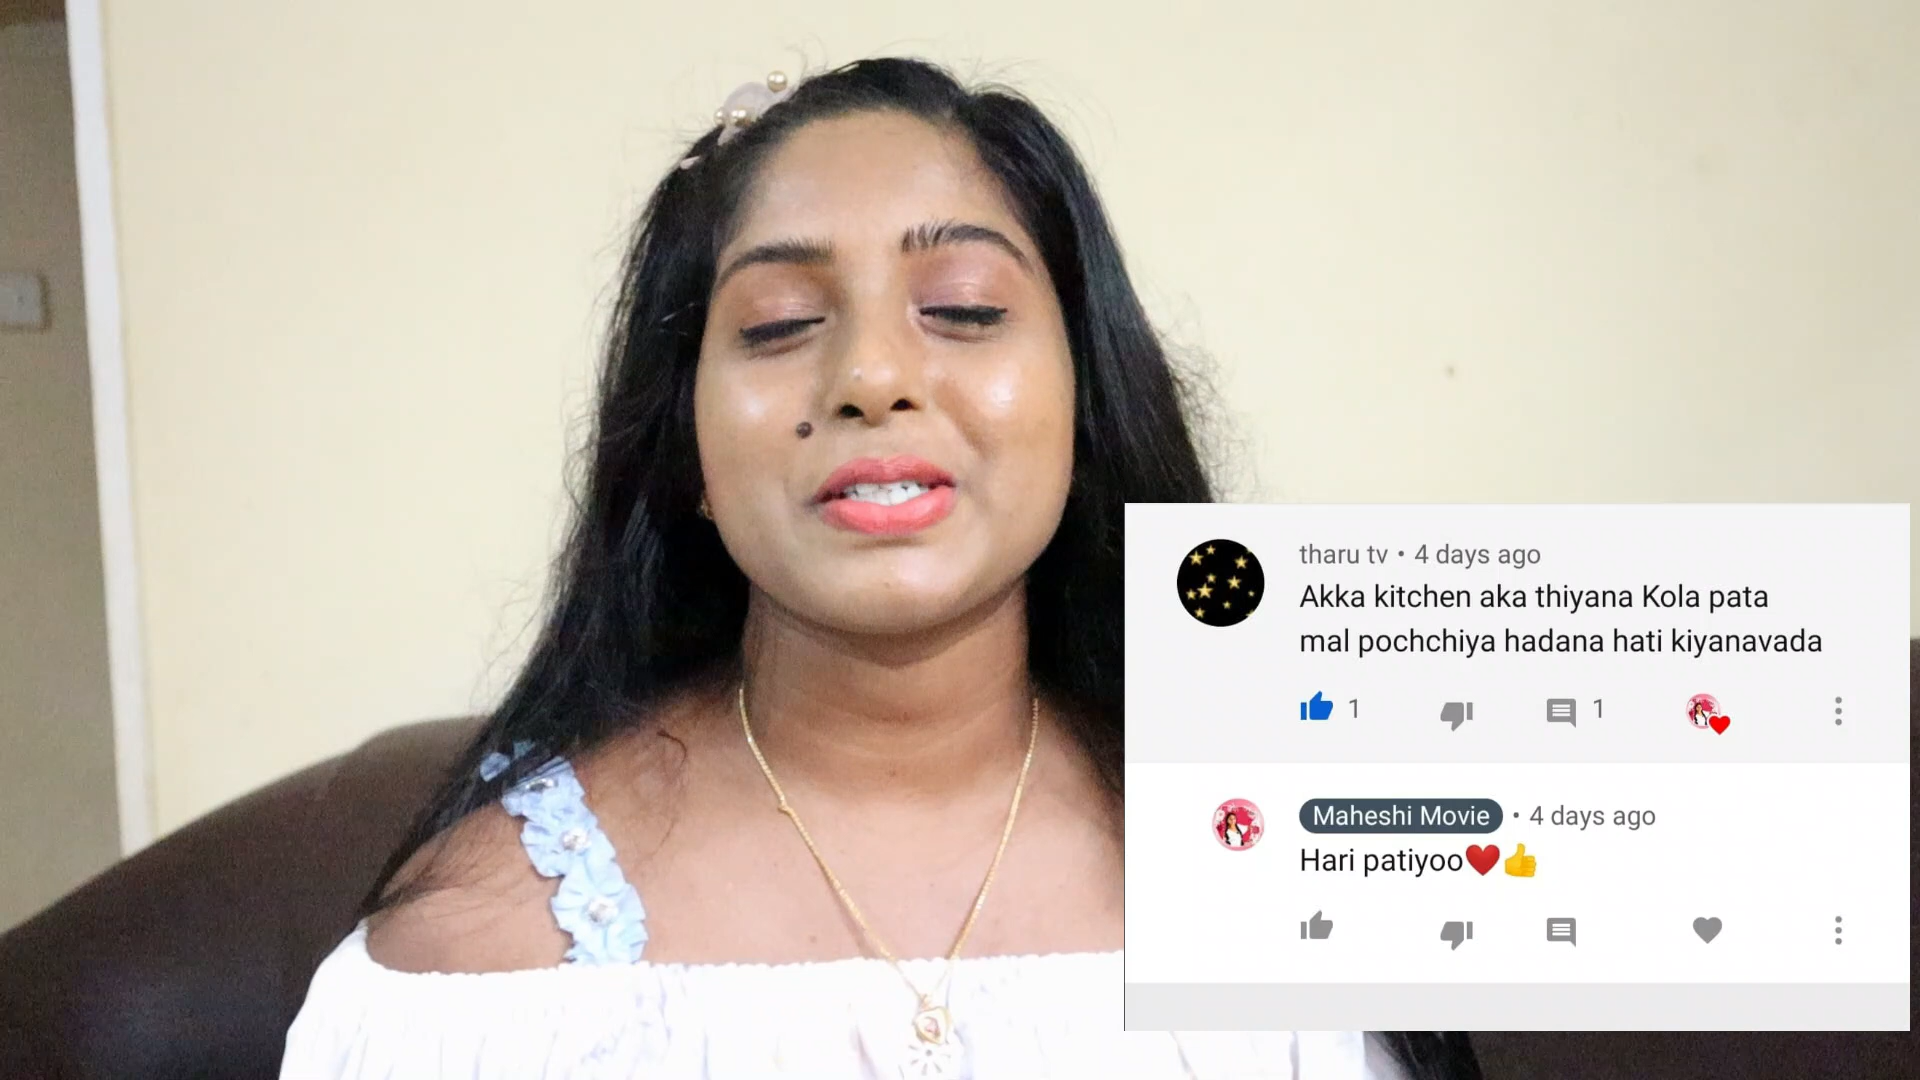 tharu tv • 4 days ago
Akka kitchen aka thiyana Kola pata
mal pochchiya hadana hati kiyanavada
1
1
Maheshi Movie • 4 days ago
Hari patiyoo❤️👍